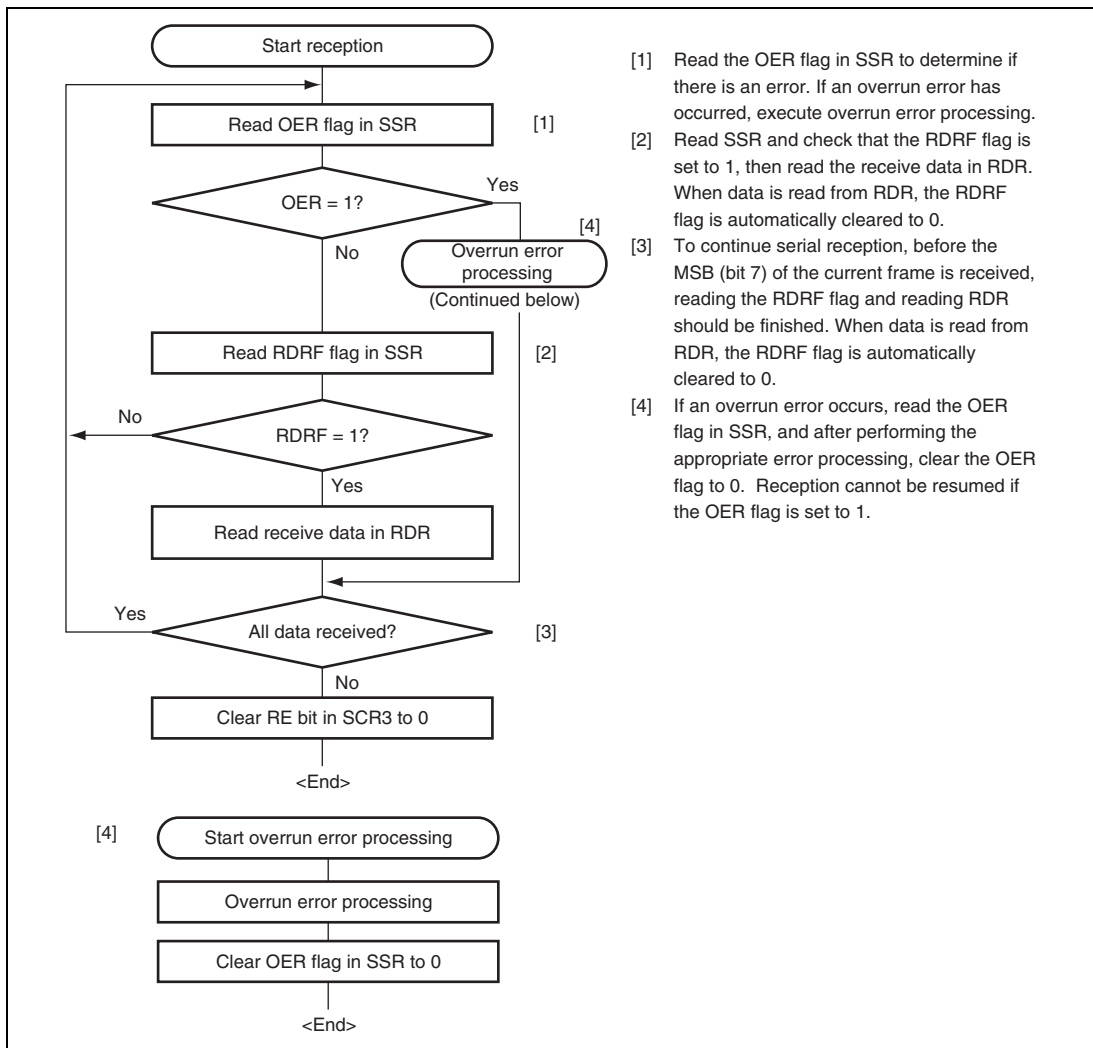 Start reception
Read OER flag in SSR
[1]
OER = 1?
Yes
No
[4]
Overrun error
processing
(Continued below)
Read RDRF flag in SSR
[2]
No
RDRF = 1?
Yes
Read receive data in RDR
Yes
All data received?
[3]
No
Clear RE bit in SCR3 to 0
<End>
[4]
Start overrun error processing
Overrun error processing
Clear OER flag in SSR to 0
<End>
[1] Read the OER flag in SSR to determine if
there is an error. If an overrun error has
occurred, execute overrun error processing.
[2] Read SSR and check that the RDRF flag is
set to 1, then read the receive data in RDR.
When data is read from RDR, the RDRF
flag is automatically cleared to 0.
[3] To continue serial reception, before the
MSB (bit 7) of the current frame is received,
reading the RDRF flag and reading RDR
should be finished. When data is read from
RDR, the RDRF flag is automatically
cleared to 0.
[4] If an overrun error occurs, read the OER
flag in SSR, and after performing the
appropriate error processing, clear the OER
flag to 0. Reception cannot be resumed if
the OER flag is set to 1.